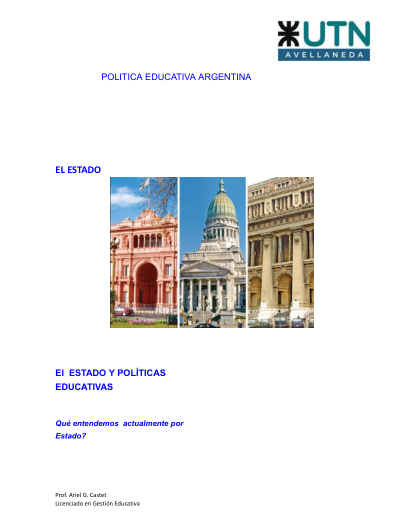 UTN
AVELLANEDA
POLITICA EDUCATIVA ARGENTINA
EL ESTADO
El  ESTADO Y POLÍTICAS
EDUCATIVAS
Qué entendemos  actualmente por
Estado?
Prof. Ariel G. Castet
Licenciado en Gestión Educativa